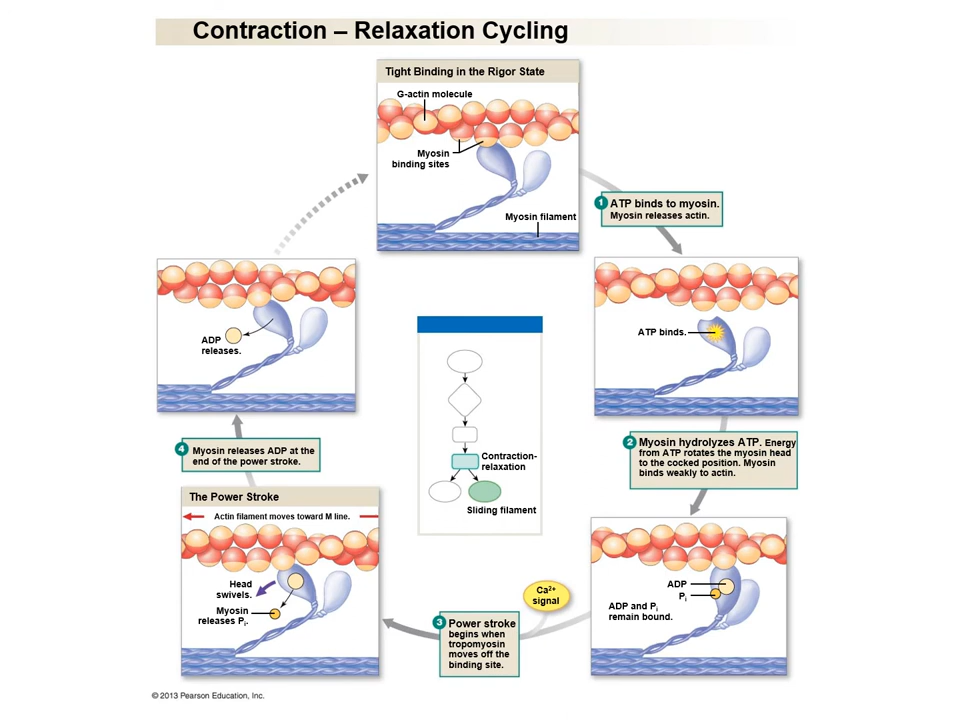 Contraction – Relaxation Cycling
Tight Binding in the Rigor State
G-actin molecule
Myosin
binding sites
Myosin filament
1 ATP binds to myosin.
Myosin releases actin.
ATP binds.
2 Myosin hydrolyzes ATP. Energy
from ATP rotates the myosin head
to the cocked position. Myosin
binds weakly to actin.
ADP
Pi
ADP and Pi
remain bound.
Ca2+
signal
3 Power stroke
begins when
tropomyosin
moves off the
binding site.
The Power Stroke
Actin filament moves toward M line.
Head
swivels.
Myosin
releases Pi.
4 Myosin releases ADP at the
end of the power stroke.
ADP
releases.
Contraction-
relaxation
Sliding filament
© 2013 Pearson Education, Inc.